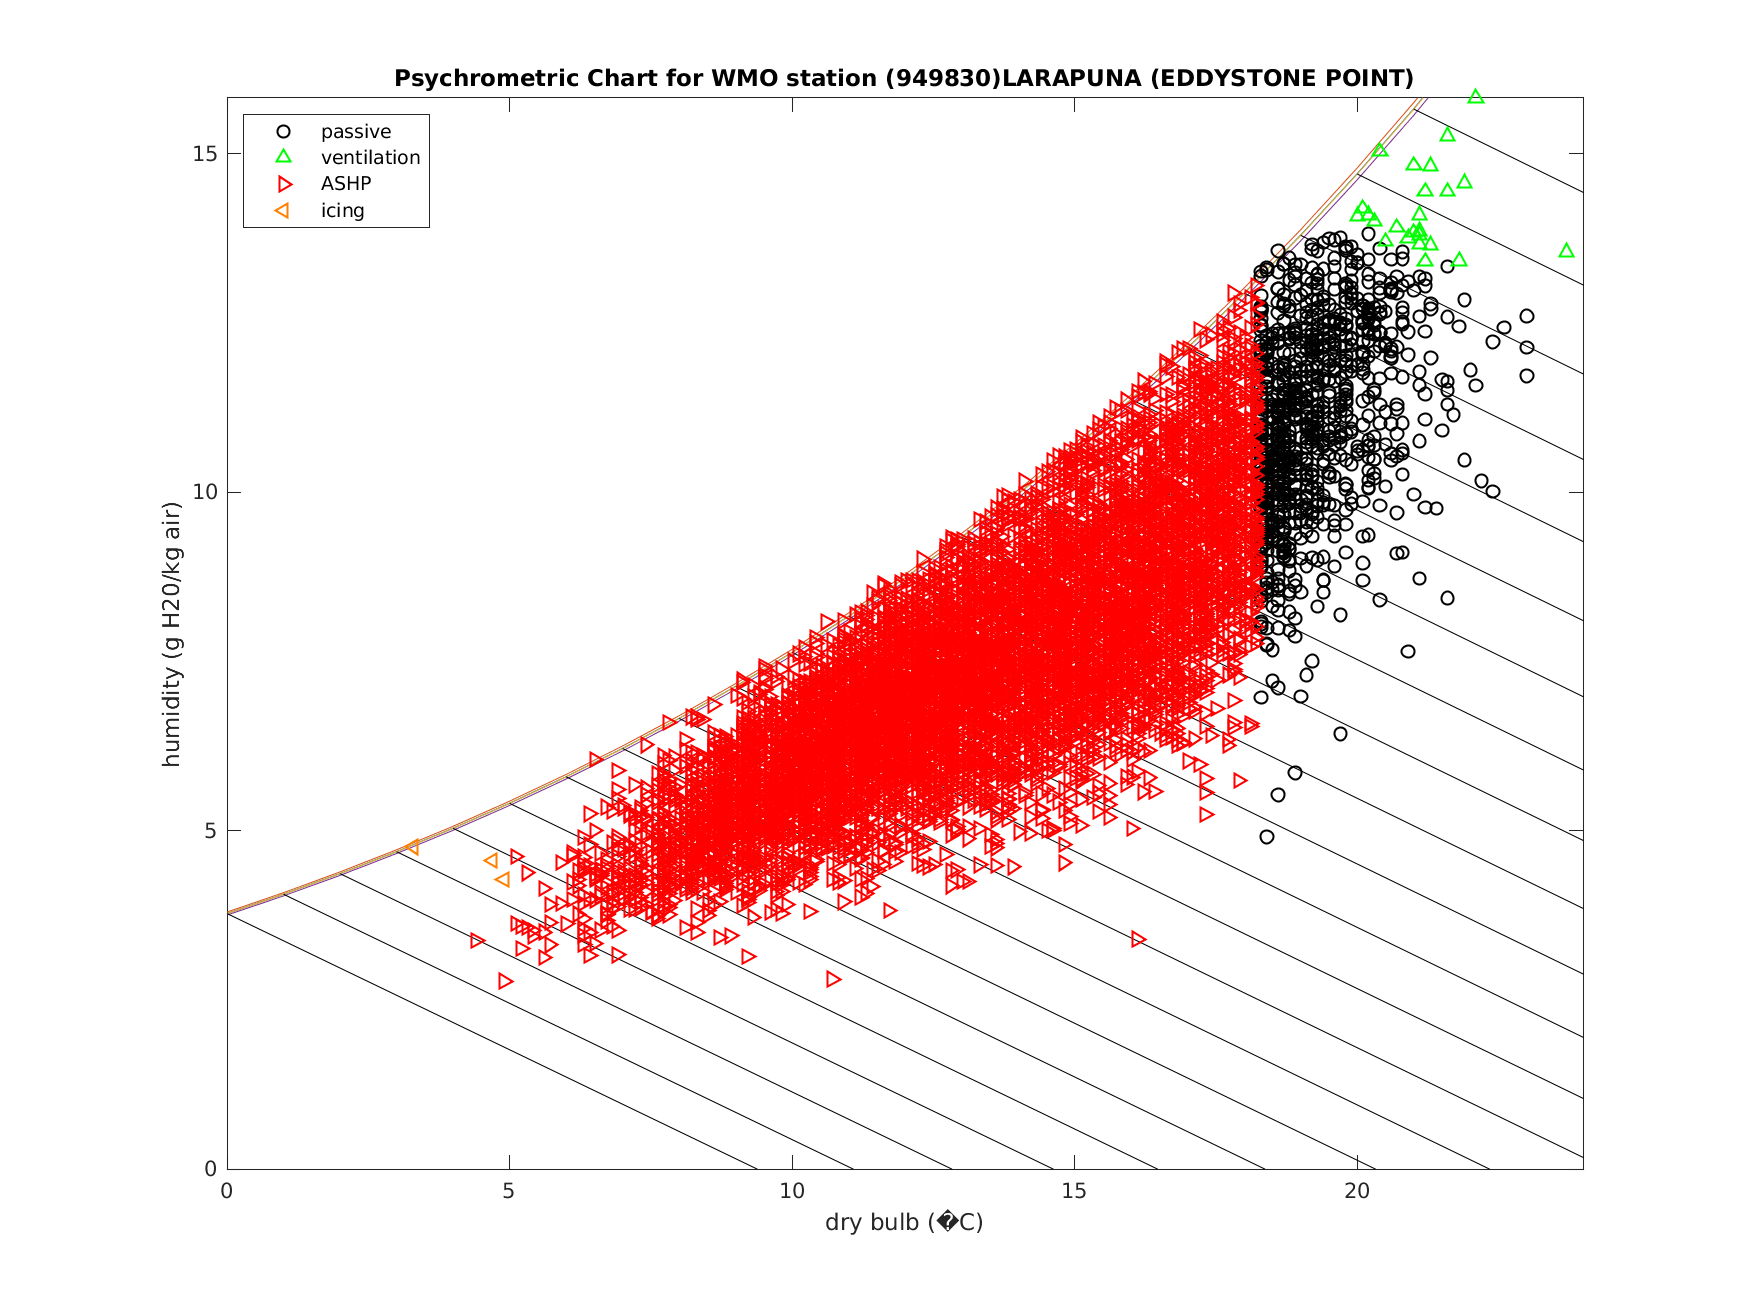 Psychrometric Chart for WMO station (949830)LARAPUNA (EDDYSTONE POINT)
passive
ventilation
ASHP
icing
15
10
5
0
humidity (g H20/kg air)
0 5 10 15 20
dry bulb (�C)